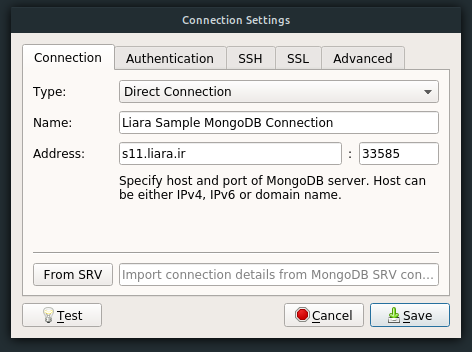 Connection Settings
Connection Authentication SSH SSL Advanced
Type: Direct Connection
Name: Liara Sample MongoDB Connection
Address: s11.liara.ir : 33585
Specify host and port of MongoDB server. Host can
be either IPv4, IPv6 or domain name.
From SRV Import connection details from MongoDB SRV con...
Test Cancel Save